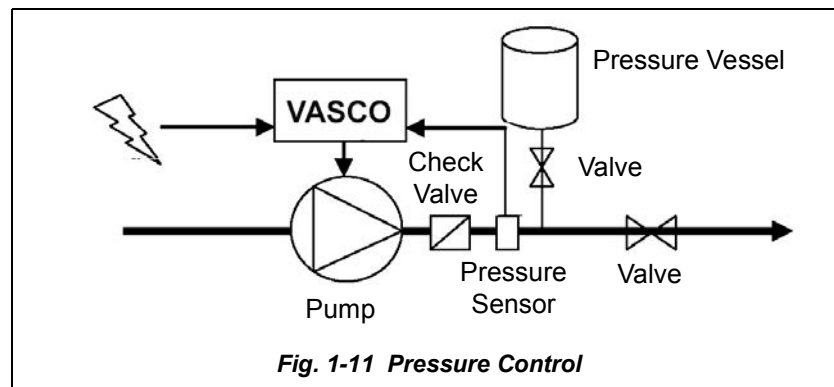 Pressure Vessel
VASCO
Check
Valve
Valve
Pressure
Sensor
Valve
Pump
Fig. 1-11 Pressure Control